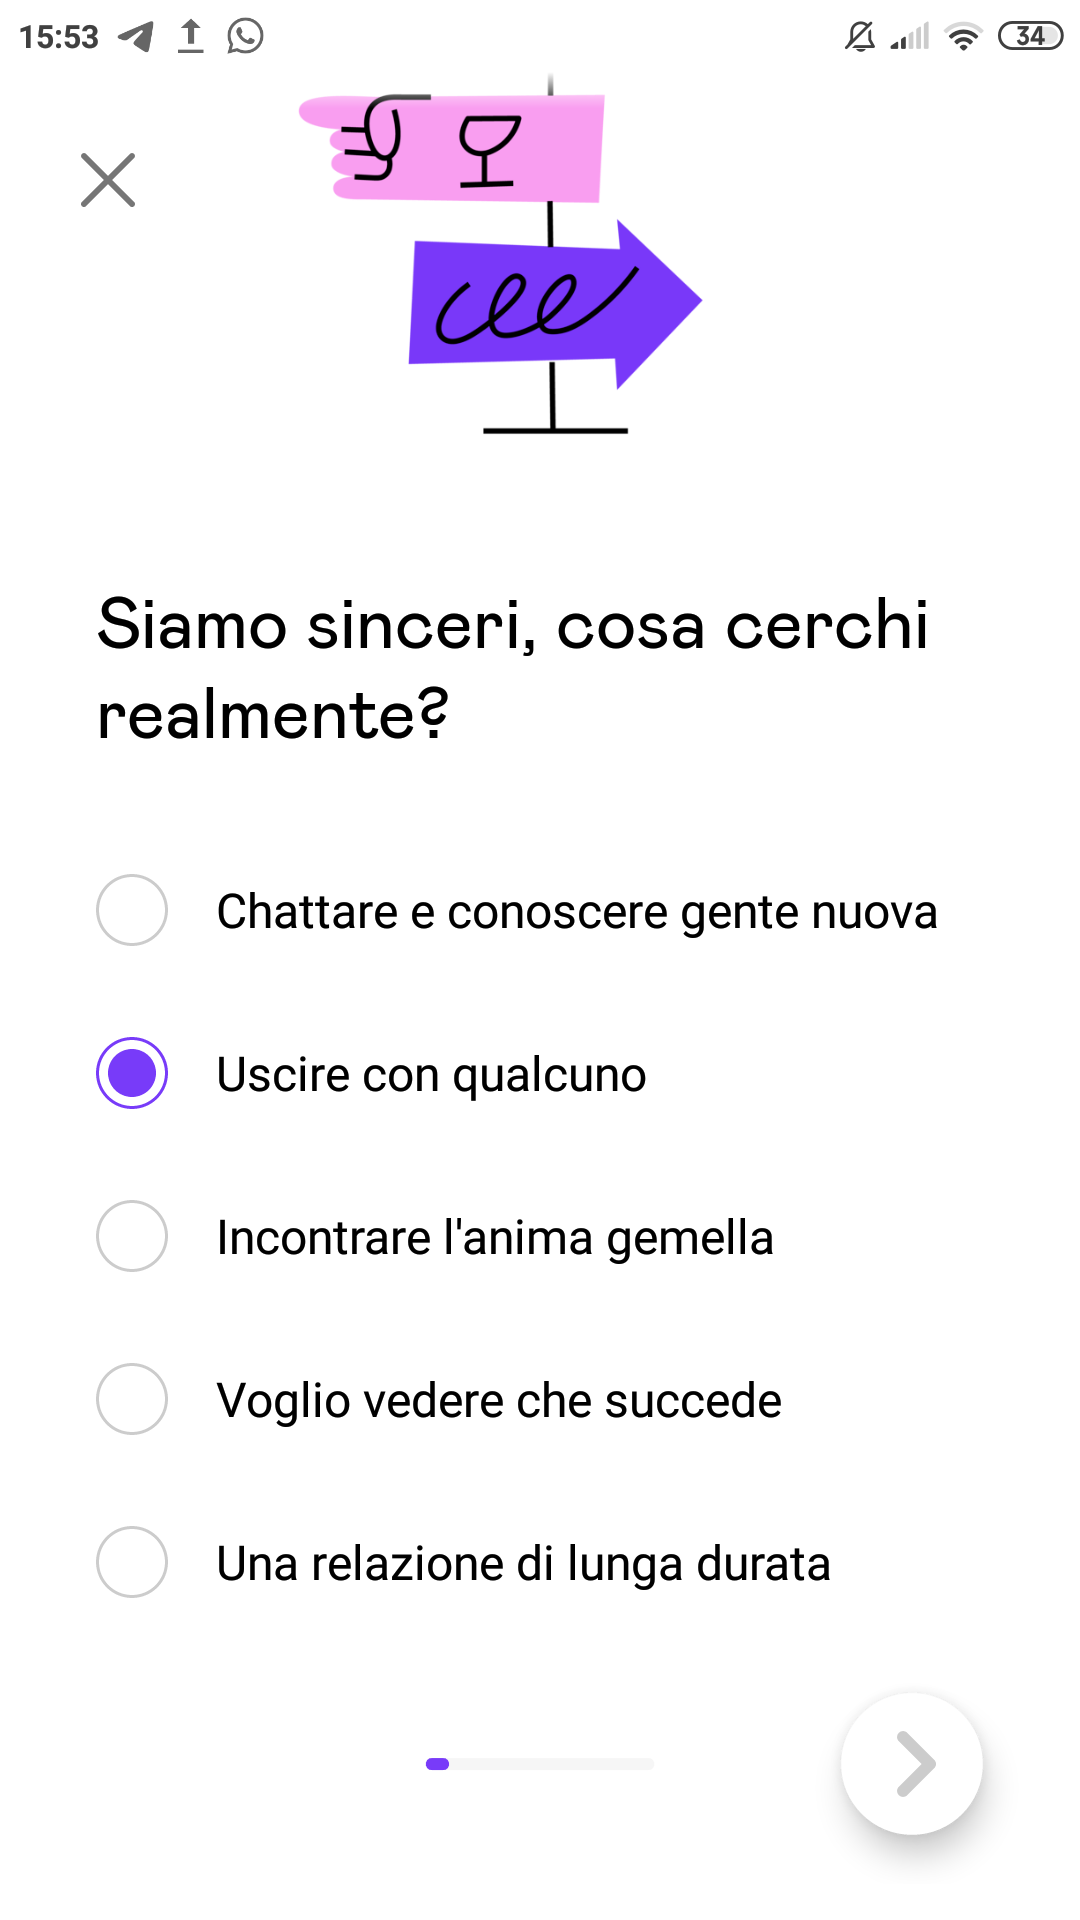 15:53
34
Siamo sinceri, cosa cerchi
realmente?
Chattare e conoscere gente nuova
Uscire con qualcuno
Incontrare l'anima gemella
Voglio vedere che succede
Una relazione di lunga durata